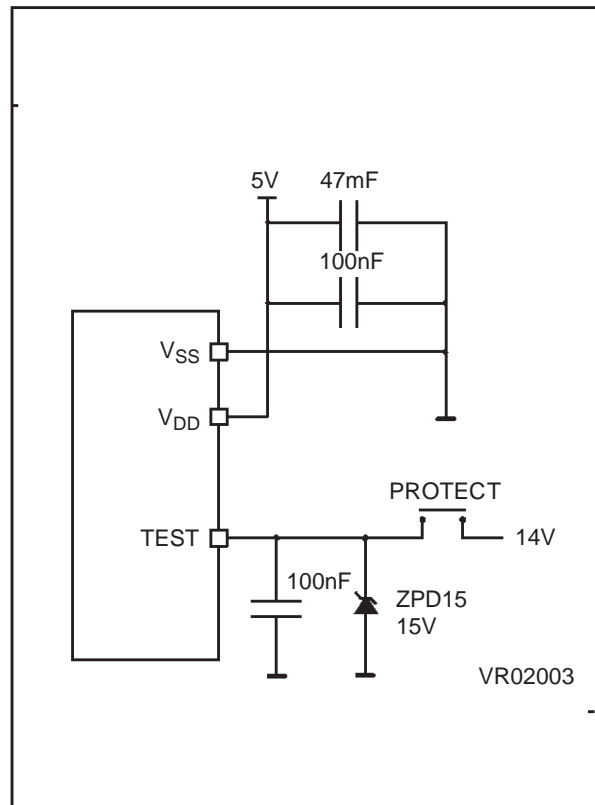 5V 47mF
100nF
VSS
VDD
PROTECT
TEST
14V
100nF
ZPD15
15V
VR02003